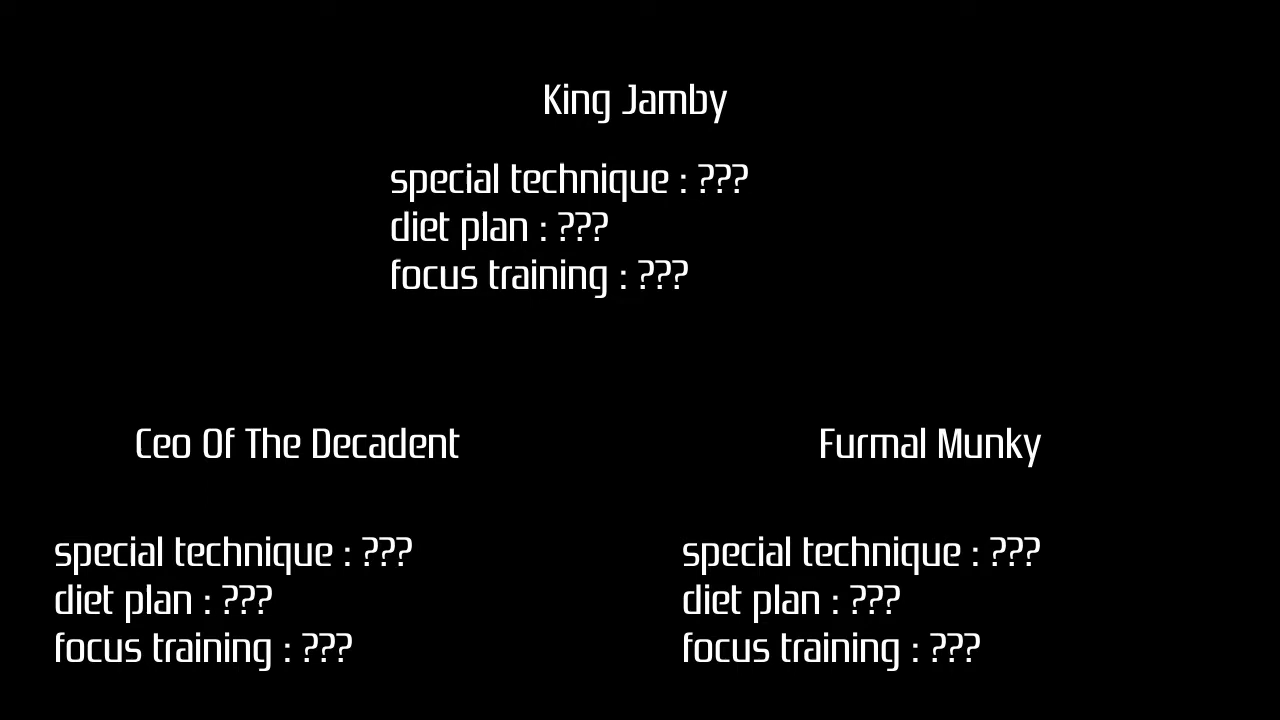 King Jamby
special technique : ???
diet plan : ???
focus training : ???
Ceo Of The Decadent
special technique : ???
diet plan : ???
focus training : ???
Furmal Munky
special technique : ???
diet plan : ???
focus training : ???